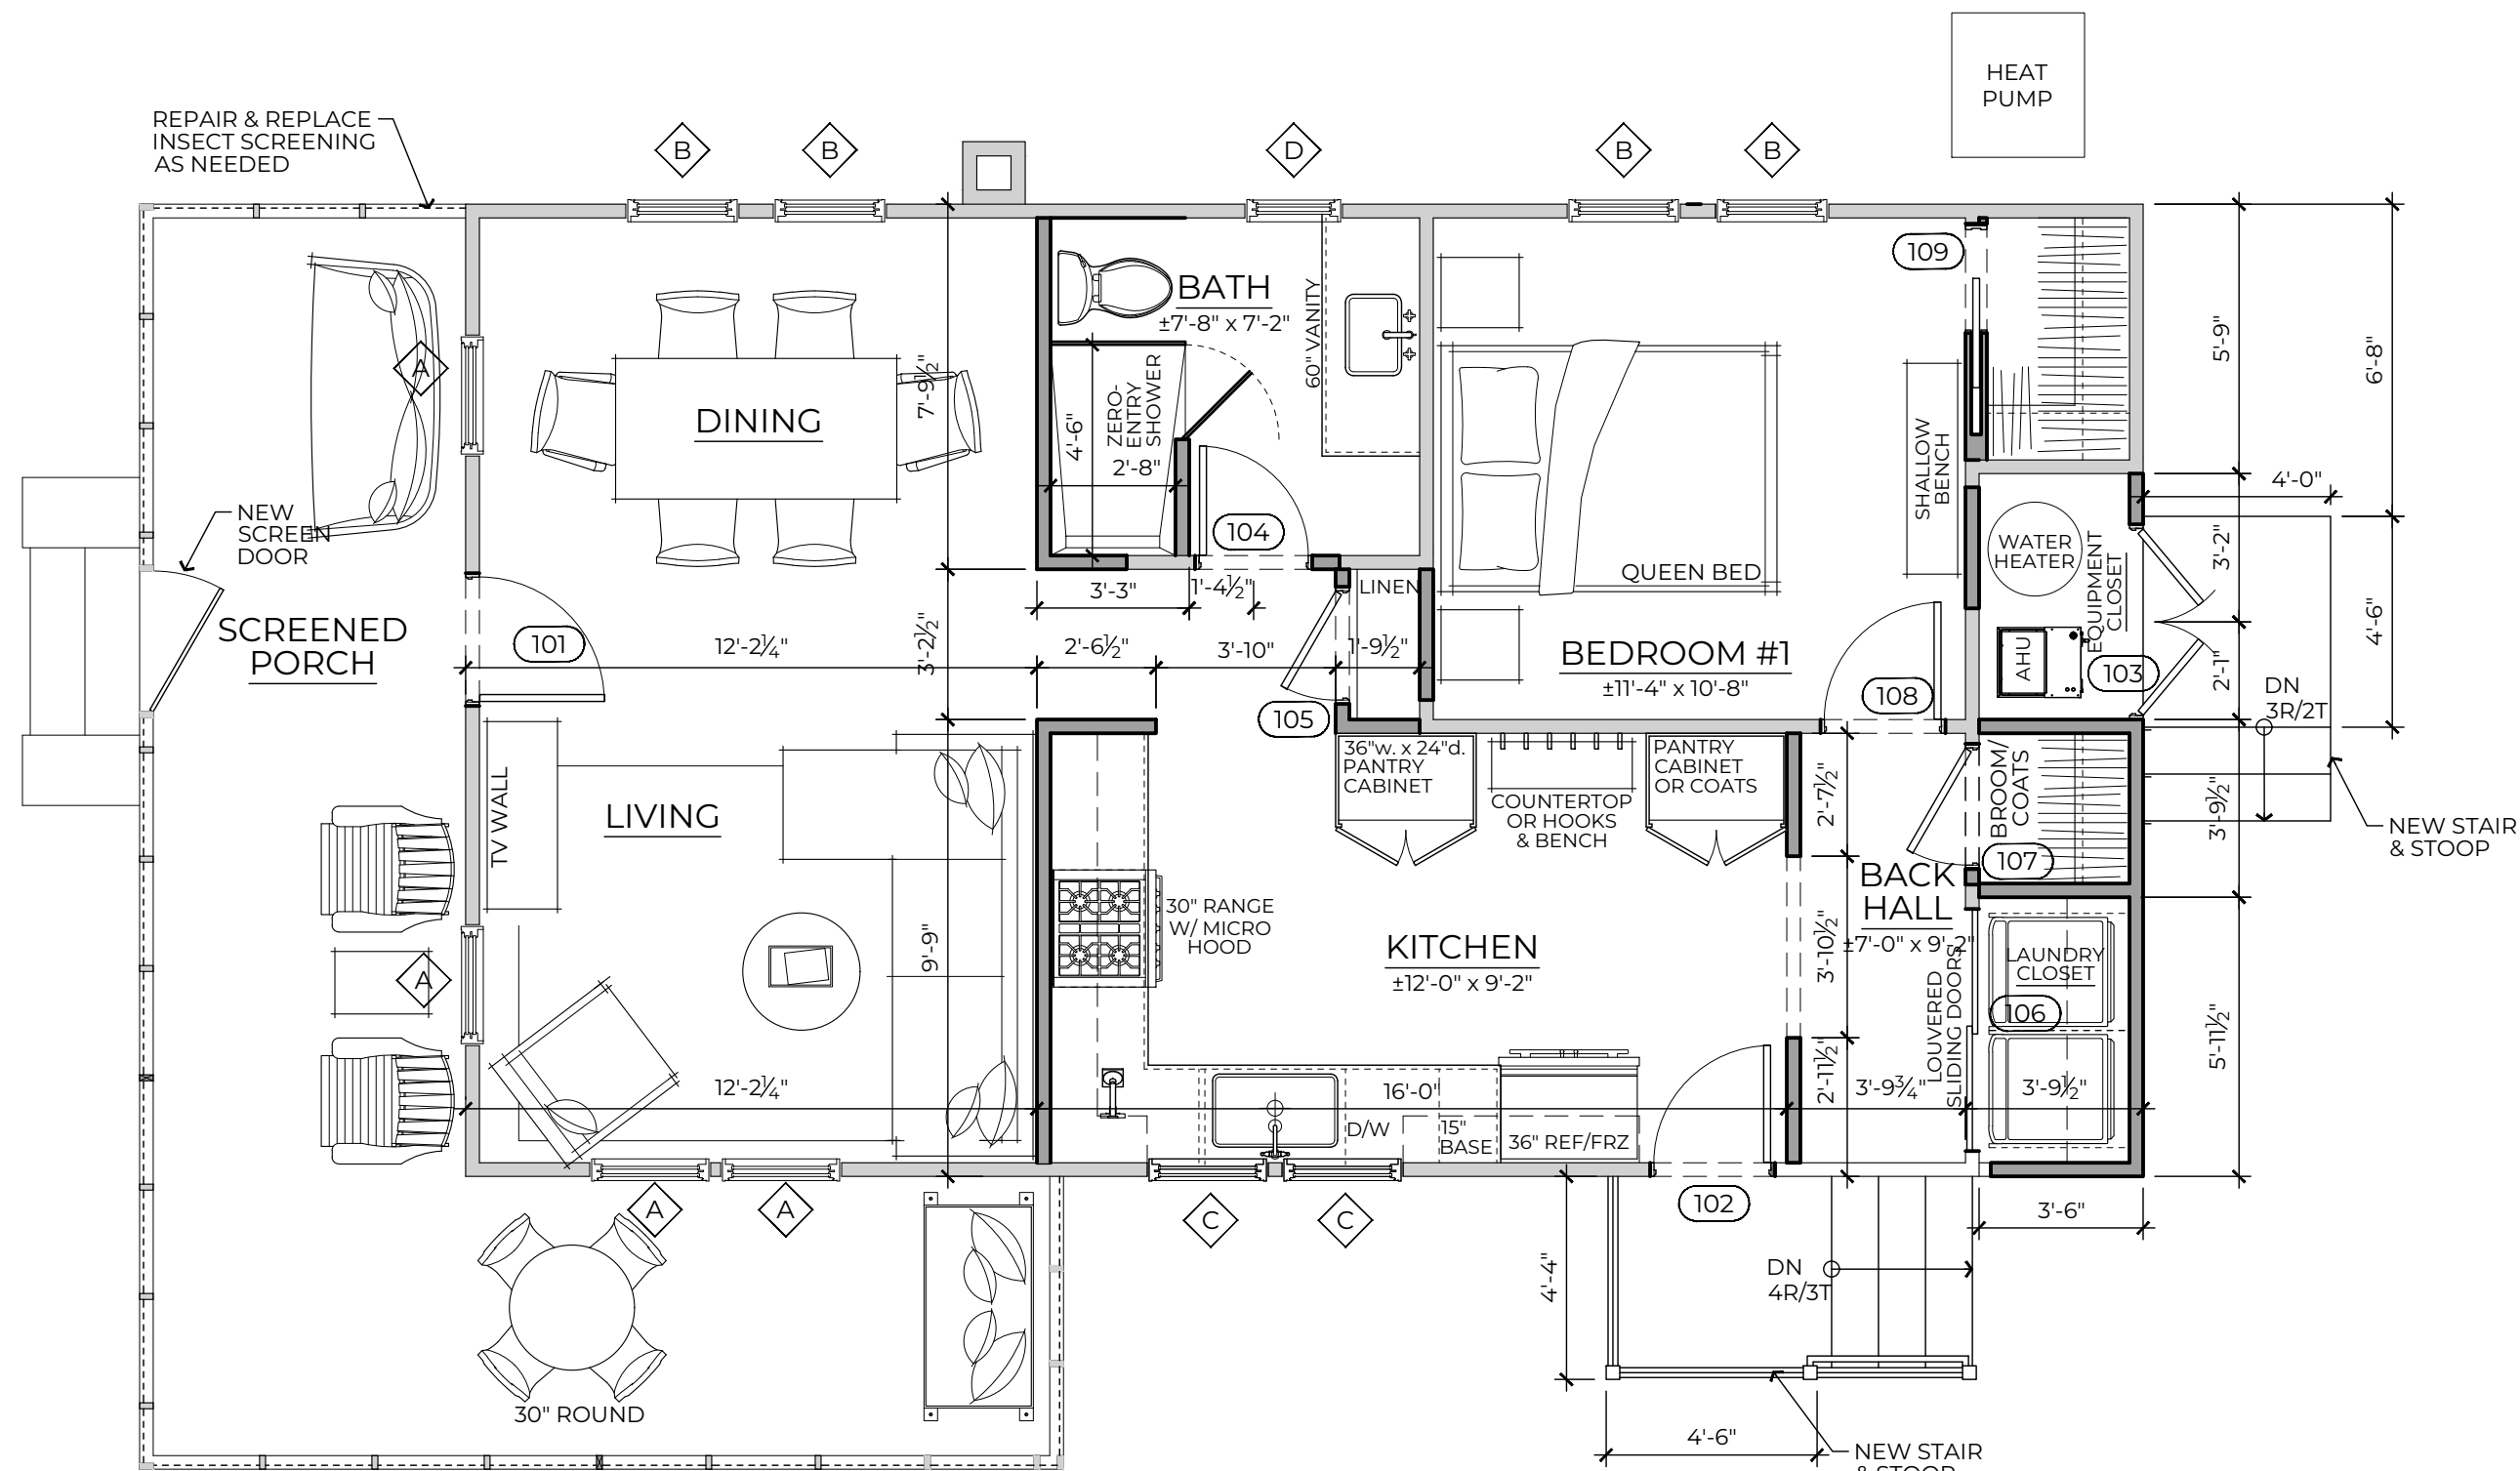 HEAT
PUMP
REPAIR & REPLACE
INSECT SCREENING
AS NEEDED
B
B
D
B
B
109
BATH
±7'-8" x 7'-2"
60" VANITY
5'-9"
6'-8"
A
7'-9½"
DINING
ZERO-
ENTRY
SHOWER
4'-6"
2'-8"
SHALLOW
BENCH
4'-0"
NEW
SCREEN
DOOR
104
WATER
HEATER
EQUIPMENT
CLOSET
3'-2"
QUEEN BED
LINEN
3'-3"
1'-4½"
SCREENED
PORCH
101
12'-2¼"
3'-2½"
2'-6½"
3'-10"
1'-9½"
BEDROOM #1
±11'-4" x 10'-8"
AHU
103
2'-1"
4'-6"
108
DN
3R/2T
105
36"w. x 24"d.
PANTRY
CABINET
PANTRY
CABINET
OR COATS
COUNTERTOP
OR HOOKS
& BENCH
2'-7½"
BROOM/
COATS
3'-9½"
NEW STAIR
& STOOP
TV WALL
LIVING
107
BACK
HALL
±7'-0" x 9'-2"
30" RANGE
W/ MICRO
HOOD
KITCHEN
±12'-0" x 9'-2"
9'-9"
3'-10½"
LAUNDRY
CLOSET
106
LOUVERED
SLIDING DOORS
A
5'-11½"
12'-2¼"
16'-0"
2'-11½"
3'-9¾"
3'-9½"
D/W
15"
BASE
36" REF/FRZ
A
A
C
C
102
3'-6"
4'-4"
DN
4R/3T
30" ROUND
4'-6"
NEW STAIR
& STOOP